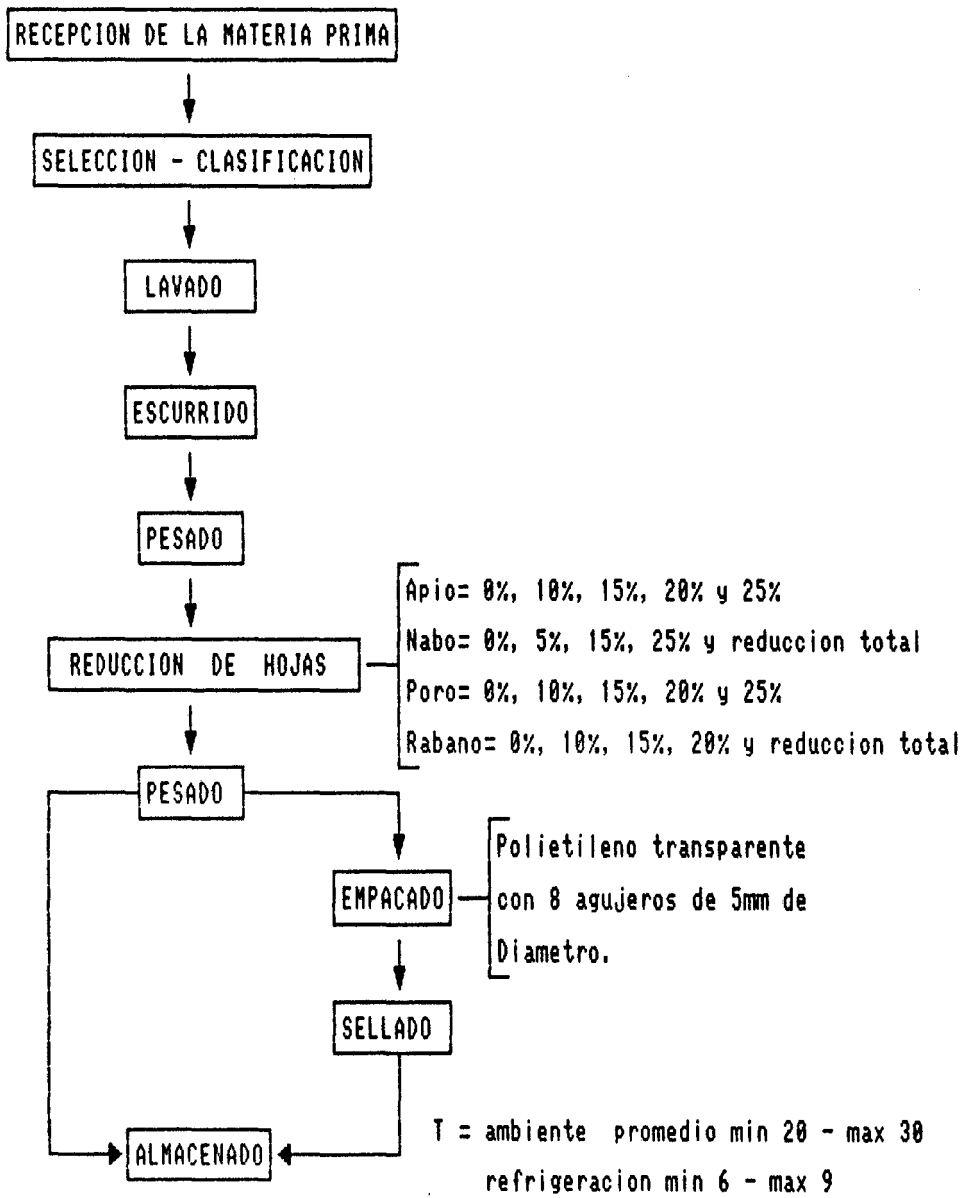 RECEPCION DE LA MATERIA PRIMA
SELECCION - CLASIFICACION
LAVADO
ESCURRIDO
PESADO
REDUCCION DE HOJAS
Apio= 0%, 10%, 15%, 20% y 25%
Nabo= 0%, 5%, 15%, 25% y reduccion total
Poro= 0%, 10%, 15%, 20% y 25%
Rabano= 0%, 10%, 15%, 20% y reduccion total
PESADO
EMPACADO
Polietileno transparente
con 8 agujeros de 5mm de
Diametro.
SELLADO
ALMACENADO
T = ambiente promedio min 20 - max 30
refrigeracion min 6 - max 9